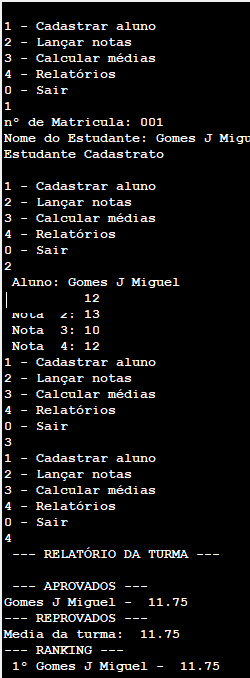 1 - Cadastrar aluno
2 - Lançar notas
3 - Calcular médias
4 - Relatórios
0 - Sair
1
nº de Matricula: 001
Nome do Estudante: Gomes J Migu
Estudante Cadastrato
1 - Cadastrar aluno
2 - Lançar notas
3 - Calcular médias
4 - Relatórios
0 - Sair
2
Aluno: Gomes J Miguel
12
Nota 2: 13
Nota 3: 10
Nota 4: 12
1 - Cadastrar aluno
2 - Lançar notas
3 - Calcular médias
4 - Relatórios
0 - Sair
3
1 - Cadastrar aluno
2 - Lançar notas
3 - Calcular médias
4 - Relatórios
0 - Sair
4
--- RELATÓRIO DA TURMA ---
--- APROVADOS ---
Gomes J Miguel - 11.75
--- REPROVADOS ---
Media da turma: 11.75
--- RANKING ---
1º Gomes J Miguel - 11.75